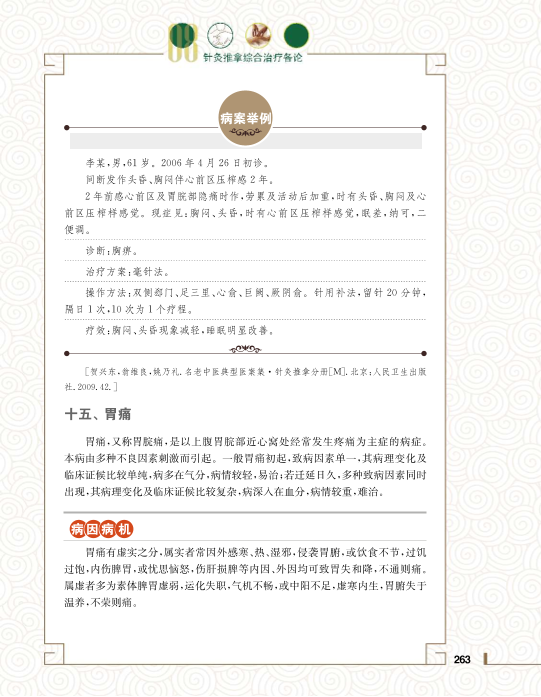 08
针灸推拿综合治疗各论
病案举例
李某,男,61 岁。2006 年 4 月 26 日初诊。
间断发作头昏、胸闷伴心前区压榨感 2 年。
2 年前感心前区及胃脘部隐痛时作,劳累及活动后加重,时有头昏、胸闷及心
前区压榨样感觉。现症见:胸闷、头昏,时有心前区压榨样感觉,眠差,纳可,二
便调。
诊断:胸痹。
治疗方案:毫针法。
操作方法:双侧郄门、足三里、心俞、巨阙、厥阴俞。针用补法,留针 20 分钟,
隔日 1 次,10 次为 1 个疗程。
疗效:胸闷、头昏现象减轻,睡眠明显改善。
[贺兴东,翁维良,姚乃礼.名老中医典型医案集·针灸推拿分册[M].北京:人民卫生出版
社.2009.42.]
十五、胃痛
胃痛,又称胃脘痛,是以上腹胃脘部近心窝处经常发生疼痛为主症的病症。
本病由多种不良因素刺激而引起。一般胃痛初起,致病因素单一,其病理变化及
临床证候比较单纯,病多在气分,病情较轻,易治;若迁延日久,多种致病因素同时
出现,其病理变化及临床证候比较复杂,病深入在血分,病情较重,难治。
病因病机
胃痛有虚实之分,属实者常因外感寒、热、湿邪,侵袭胃腑,或饮食不节,过饥
过饱,内伤脾胃,或忧思恼怒,伤肝损脾等内因、外因均可致胃失和降,不通则痛。
属虚者多为素体脾胃虚弱,运化失职,气机不畅,或中阳不足,虚寒内生,胃腑失于
温养,不荣则痛。
263